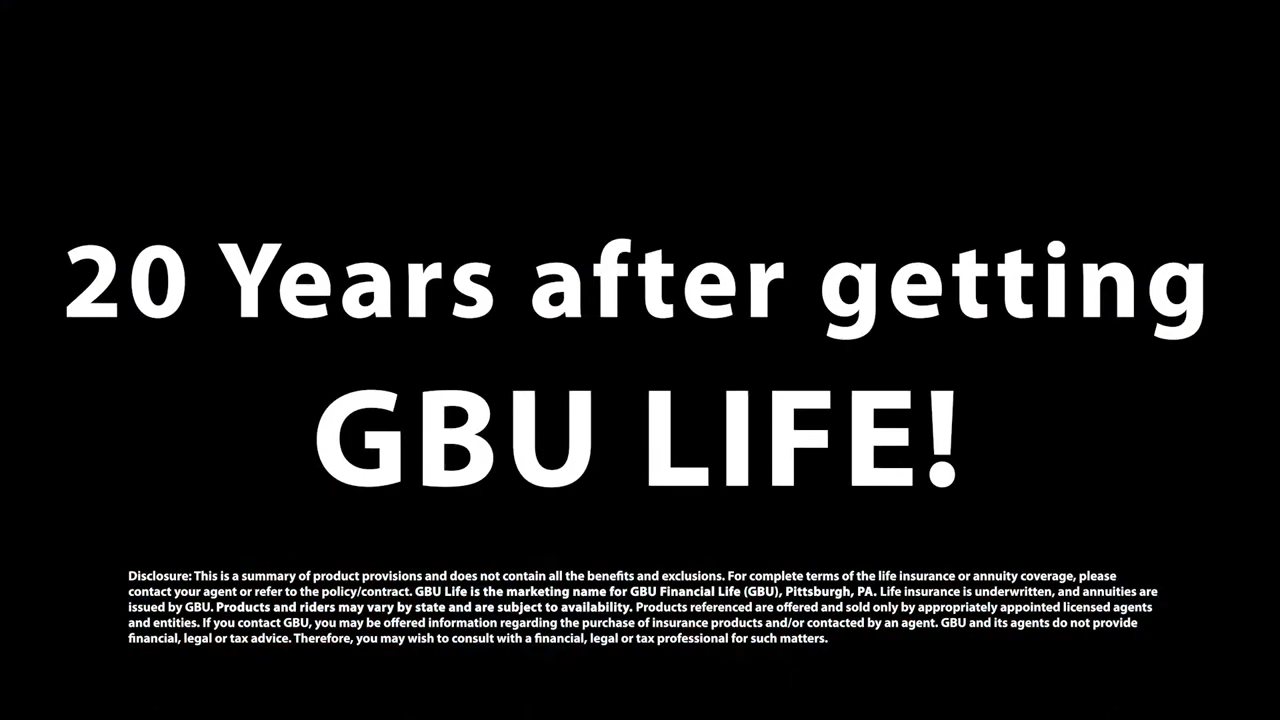 20 Years after getting
GBU LIFE!
Disclosure: This is a summary of product provisions and does not contain all the benefits and exclusions. For complete terms of the life insurance or annuity coverage, please
contact your agent or refer to the policy/contract. GBU Life is the marketing name for GBU Financial Life (GBU), Pittsburgh, PA. Life insurance is underwritten, and annuities are
issued by GBU. Products and riders may vary by state and are subject to availability. Products referenced are offered and sold only by appropriately appointed licensed agents
and entities. If you contact GBU, you may be offered information regarding the purchase of insurance products and/or contacted by an agent. GBU and its agents do not provide
financial, legal or tax advice. Therefore, you may wish to consult with a financial, legal or tax professional for such matters.